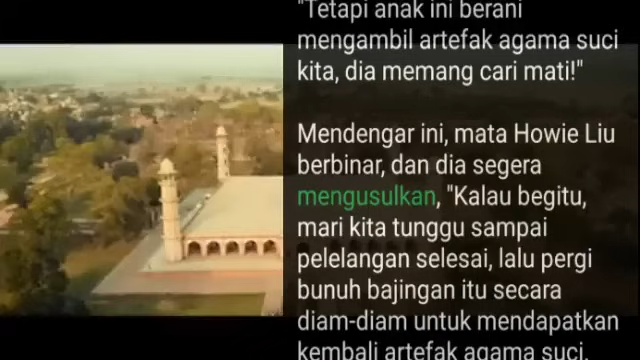 "Tetapi anak ini berani
mengambil artefak agama suci
kita, dia memang cari mati!"
Mendengar ini, mata Howie Liu
berbinar, dan dia segera
mengusulkan, "Kalau begitu,
mari kita tunggu sampai
pelelangan selesai, lalu pergi
bunuh bajingan itu secara
diam-diam untuk mendapatkan
kembali artefak agama suci.